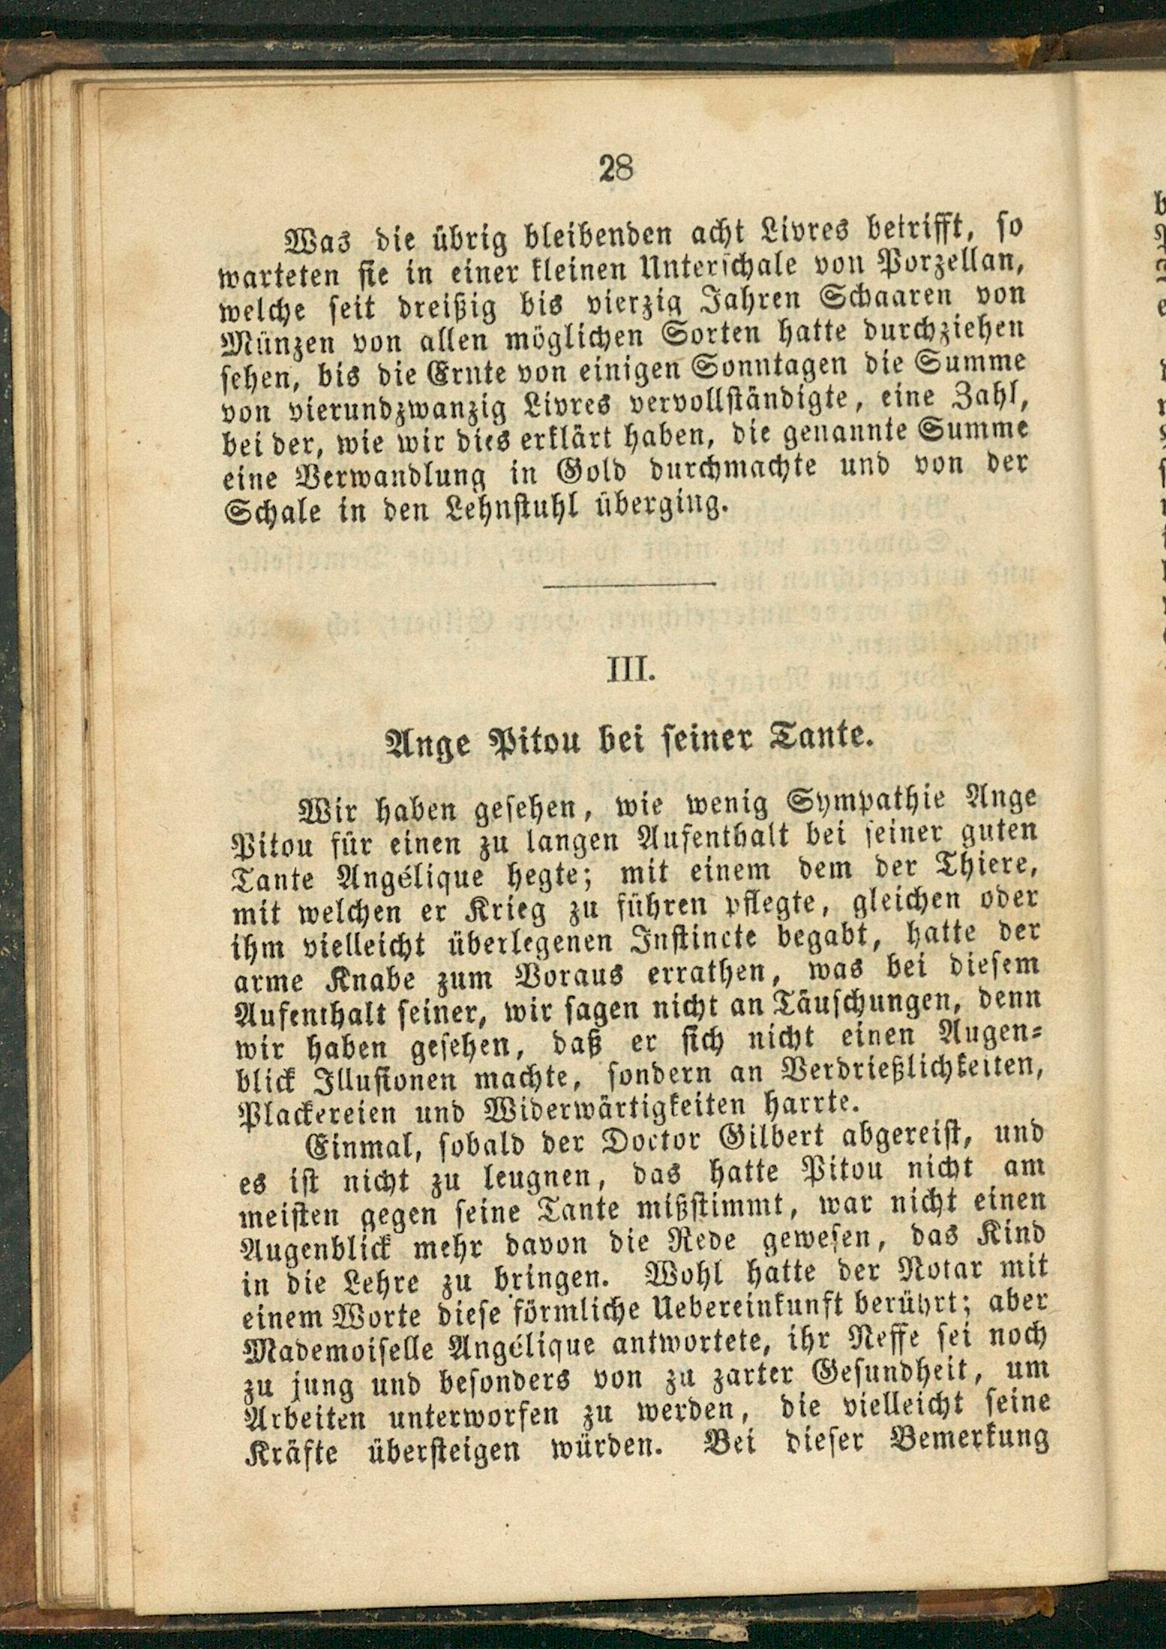 28
Was die übrig bleibenden acht Livres betrifft, so
warteten sie in einer kleinen Unterschale von Porzellan,
welche seit dreißig bis vierzig Jahren Schaaren von
Münzen von allen möglichen Sorten hatte durchziehen
sehen, bis die Ernte von einigen Sonntagen die Summe
von vierundzwanzig Livres vervollständigte, eine Zahl,
bei der, wie wir dies erklärt haben, die genannte Summe
eine Verwandlung in Gold durchmachte und von der
Schale in den Lehnstuhl überging.
III.
Ange Pitou bei seiner Tante.
Wir haben gesehen, wie wenig Sympathie Ange
Pitou für einen zu langen Aufenthalt bei seiner guten
Tante Angélique hegte; mit einem dem der Thiere,
mit welchen er Krieg zu führen pflegte, gleichen oder
ihm vielleicht überlegenen Instincte begabt, hatte der
arme Knabe zum Voraus errathen, was bei diesem
Aufenthalt seiner, wir sagen nicht an Täuschungen, denn
wir haben gesehen, daß er sich nicht einen Augen-
blick Illusionen machte, sondern an Verdrießlichkeiten,
Plackereien und Widerwärtigkeiten harrte.
Einmal, sobald der Doctor Gilbert abgereist, und
es ist nicht zu leugnen, das hatte Pitou nicht am
meisten gegen seine Tante mißstimmt, war nicht einen
Augenblick mehr davon die Rede gewesen, das Kind
in die Lehre zu bringen. Wohl hatte der Notar mit
einem Worte diese förmliche Uebereinkunft berührt; aber
Mademoiselle Angélique antwortete, ihr Neffe sei noch
zu jung und besonders von zu zarter Gesundheit, um
Arbeiten unterworfen zu werden, die vielleicht seine
Kräfte übersteigen würden. Bei dieser Bemerkung